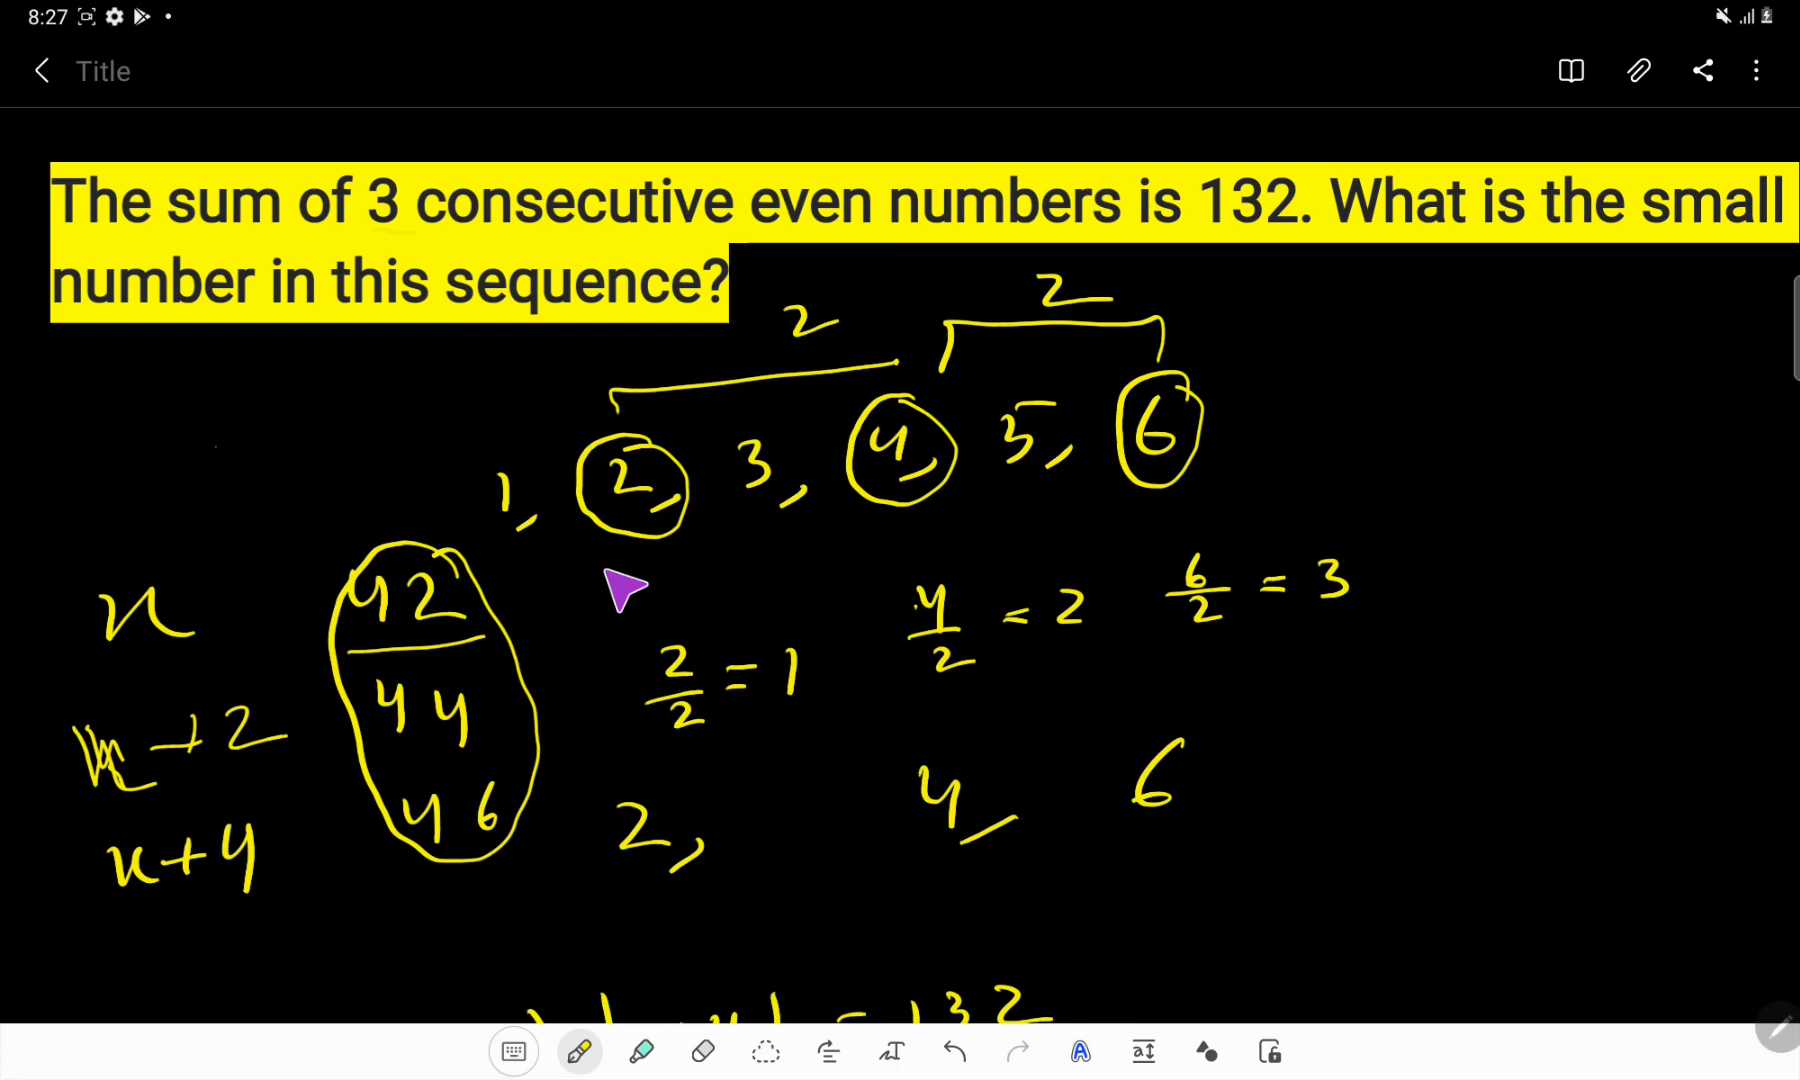 8:27
Title
The sum of 3 consecutive even numbers is 132. What is the small
number in this sequence?
2 2
1, 2, 3, 4, 5, 6
x 42
44
+2
x+4 46
2/2 = 1 4/2 = 2 6/2 = 3
2, 4 6
= 132